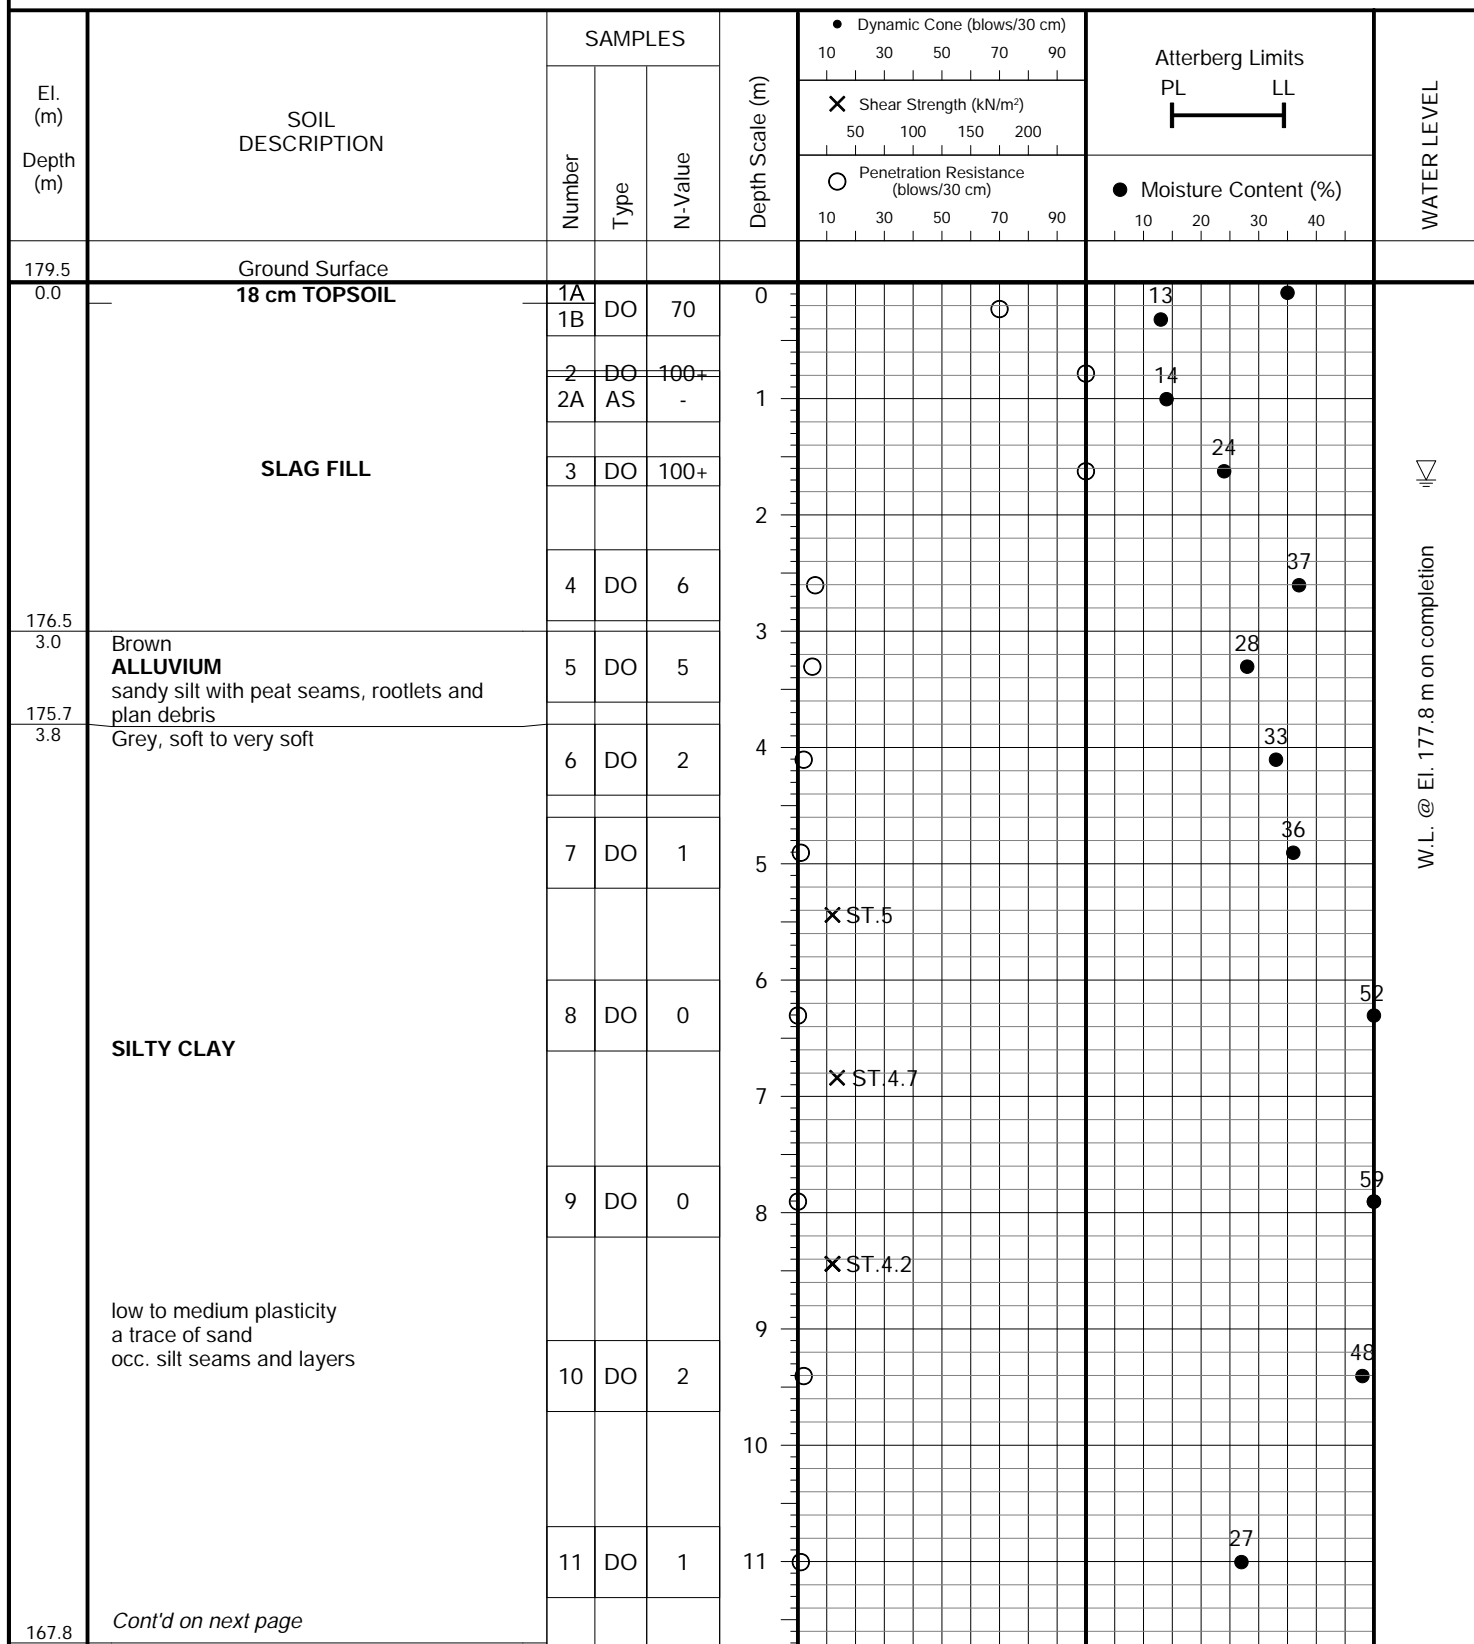 El.
(m)
Depth
(m)
SOIL
DESCRIPTION
SAMPLES
Number
Type
N-Value
Depth Scale (m)
Dynamic Cone (blows/30 cm)
10 30 50 70 90
Shear Strength (kN/m²)
50 100 150 200
Penetration Resistance
(blows/30 cm)
10 30 50 70 90
Atterberg Limits
PL LL
Moisture Content (%)
10 20 30 40
WATER LEVEL
179.5 Ground Surface
0.0 18 cm TOPSOIL 1A 0
1B DO 70 13
2 DO 100+ 14
2A AS - 1
24
SLAG FILL 3 DO 100+
2
37
4 DO 6
176.5
3.0 Brown 3
28
ALLUVIUM 5 DO 5
sandy silt with peat seams, rootlets and
175.7 plan debris
3.8 Grey, soft to very soft 4
33
6 DO 2
36
7 DO 1
5
ST.5
6
52
8 DO 0
SILTY CLAY
ST.4.7
7
59
9 DO 0
8
ST.4.2
low to medium plasticity
a trace of sand 9
occ. silt seams and layers 48
10 DO 2
10
27
11 DO 1 11
Cont'd on next page
167.8
W.L. @ El. 177.8 m on completion